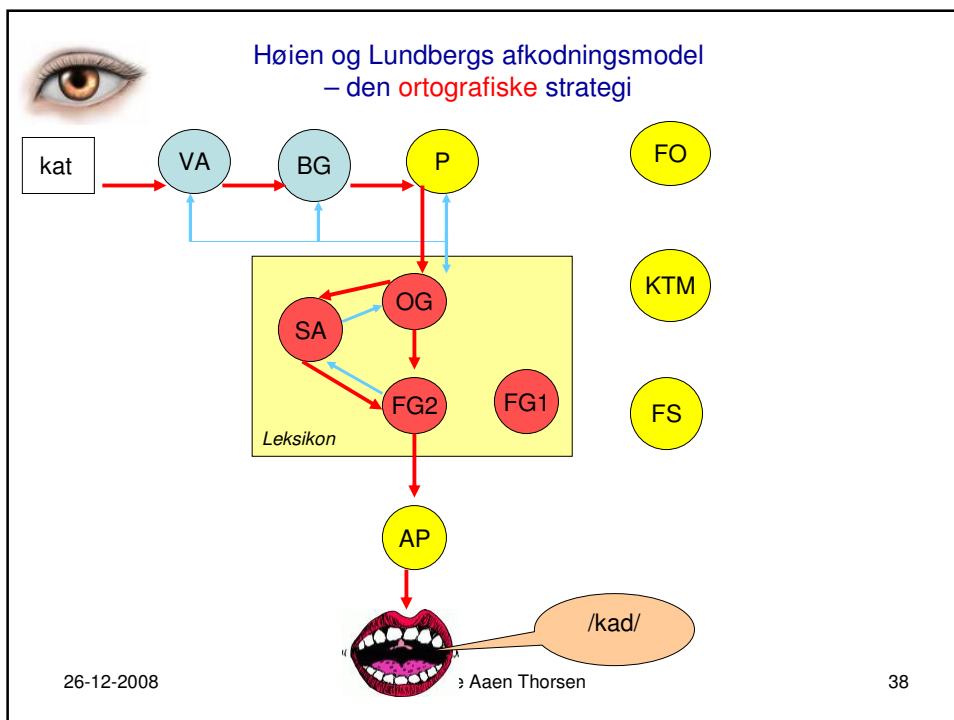 Høien og Lundbergs afkodningsmodel
– den ortografiske strategi
kat
VA
BG
P
FO
OG
KTM
SA
FG2
FG1
FS
Leksikon
AP
/kad/
26-12-2008
e Aaen Thorsen
38